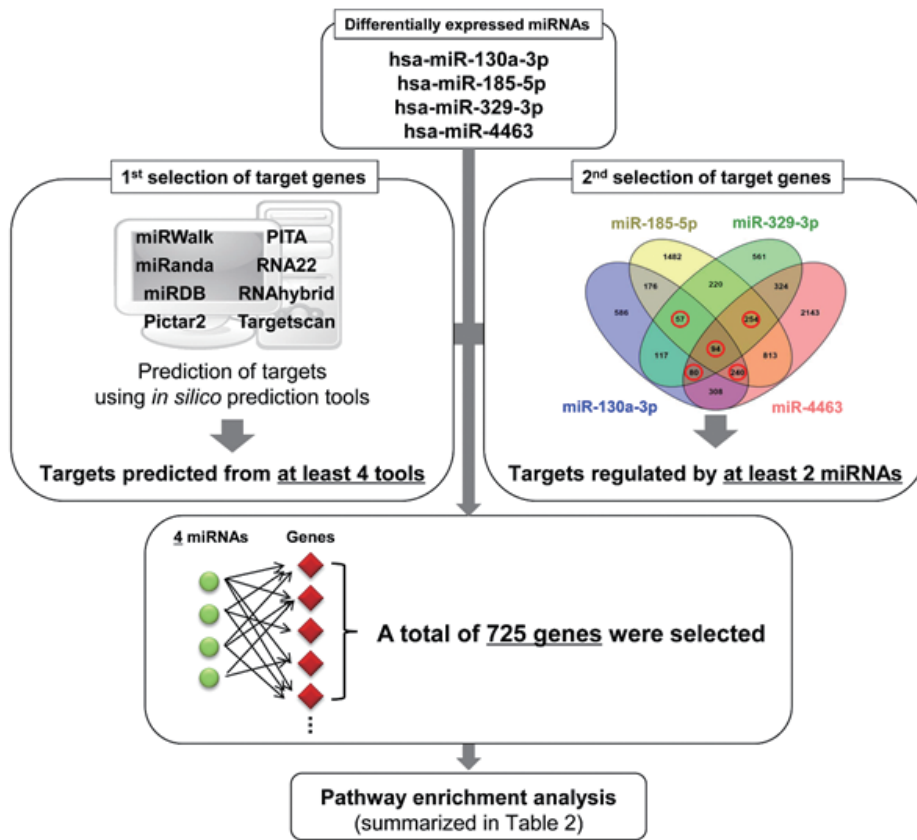 Differentially expressed miRNAs
hsa-miR-130a-3p
hsa-miR-185-5p
hsa-miR-329-3p
hsa-miR-4463
1st selection of target genes
miRWalk PITA
miRanda RNA22
miRDB RNAhybrid
Pictar2 Targetscan
Prediction of targets
using in silico prediction tools
Targets predicted from at least 4 tools
2nd selection of target genes
miR-185-5p miR-329-3p
1482 561
176 220 324
586 57 254 2143
94
117 813
80 240
308
miR-130a-3p miR-4463
Targets regulated by at least 2 miRNAs
4 miRNAs Genes
A total of 725 genes were selected
Pathway enrichment analysis
(summarized in Table 2)